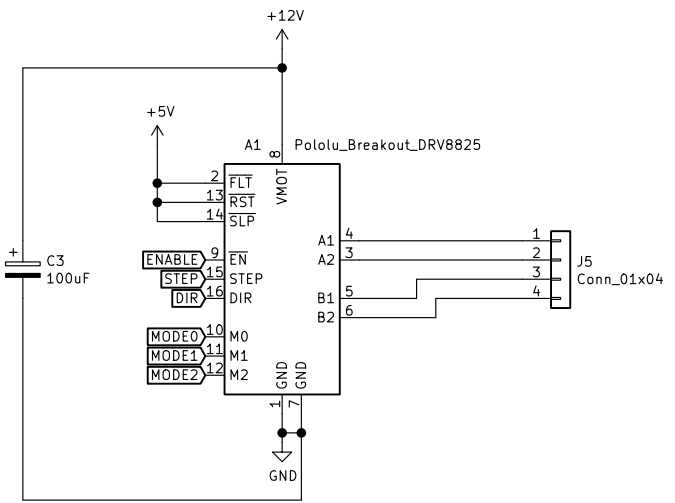 +12V
+5V
A1 Pololu_Breakout_DRV8825
8
VMOT
2 FLT
13 RST
14 SLP
A1 4 1
A2 3 2
J5
3
Conn_01x04
4
+
C3
100uF
ENABLE 9 EN
STEP 15 STEP
DIR 16 DIR
B1 5
B2 6
MODE0 10 M0
MODE1 11 M1
MODE2 12 M2
GND GND
1 7
GND